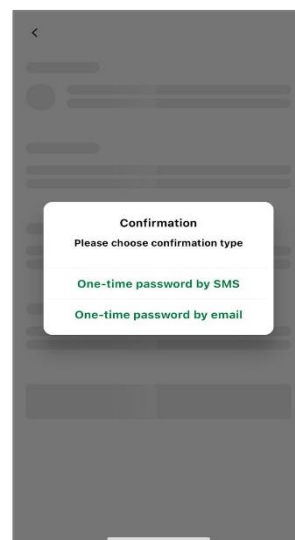 Confirmation
Please choose confirmation type
One-time password by SMS
One-time password by email